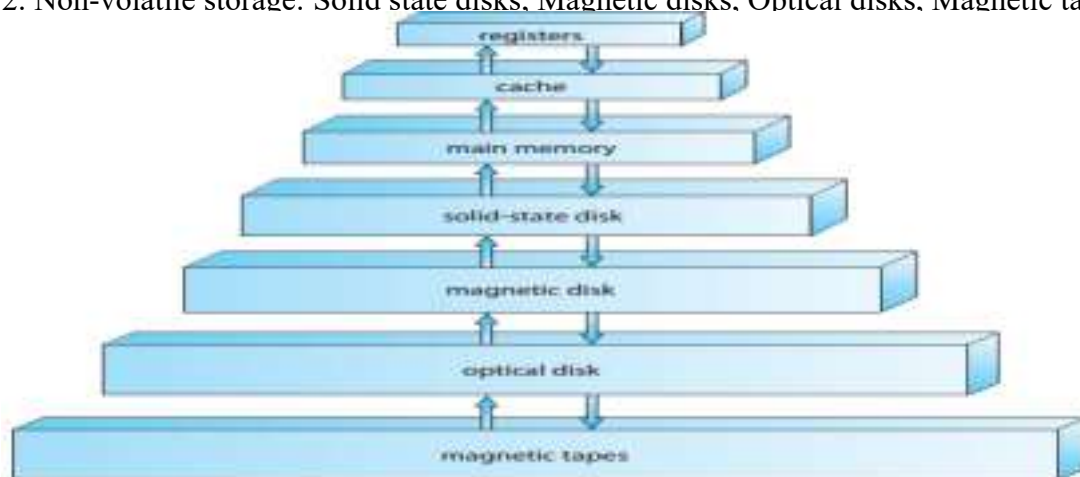 2. Non-volatile storage: Solid state disks, Magnetic disks, Optical disks, Magnetic
registers
cache
main memory
solid-state disk
magnetic disk
optical disk
magnetic tapes